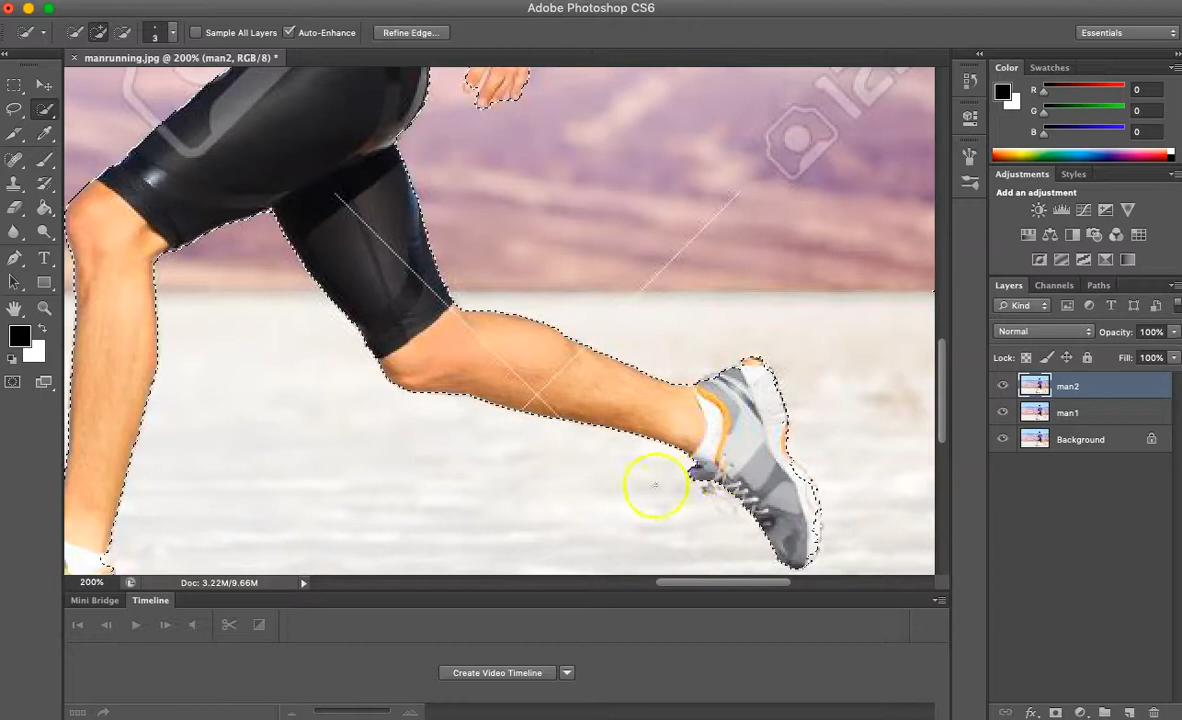 Adobe Photoshop CS6
3
Sample All Layers
Auto-Enhance
Refine Edge...
Essentials
manrunning.jpg @ 200% (man2, RGB/8) *
Color
Swatches
R
0
G
0
B
0
Adjustments
Styles
Add an adjustment
Layers
Channels
Paths
Kind
Normal
Opacity: 100%
Lock:
Fill: 100%
man2
man1
Background
200%
Doc: 3.22M/9.66M
Mini Bridge
Timeline
Create Video Timeline